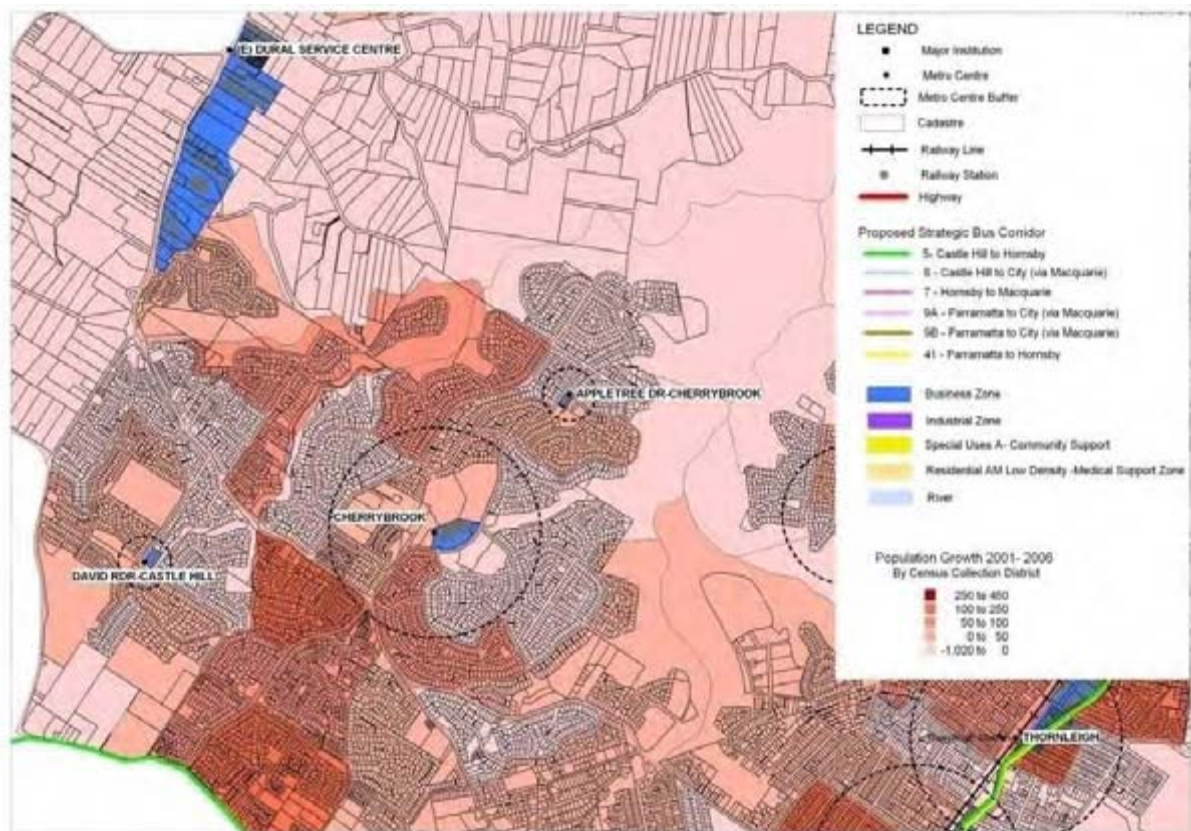 (E) DURAL SERVICE CENTRE
APPLETREE DR-CHERRYBROOK
CHERRYBROOK
DAVID RDR-CASTLE HILL
THORNLEIGH
LEGEND
Major Institution
Metro Centre
Metro Centre Buffer
Cadastre
Railway Line
Railway Station
Highway
Proposed Strategic Bus Corridor
5- Castle Hill to Hornsby
6 - Castle Hill to City (via Macquarie)
7 - Hornsby to Macquarie
9A - Parramatta to City (via Macquarie)
9B - Parramatta to City (via Macquarie)
41 - Parramatta to Hornsby
Business Zone
Industrial Zone
Special Uses A- Community Support
Residential AM Low Density -Medical Support Zone
River
Population Growth 2001- 2006
By Census Collection District
250 to 450
100 to 250
50 to 100
0 to 50
-1,020 to 0